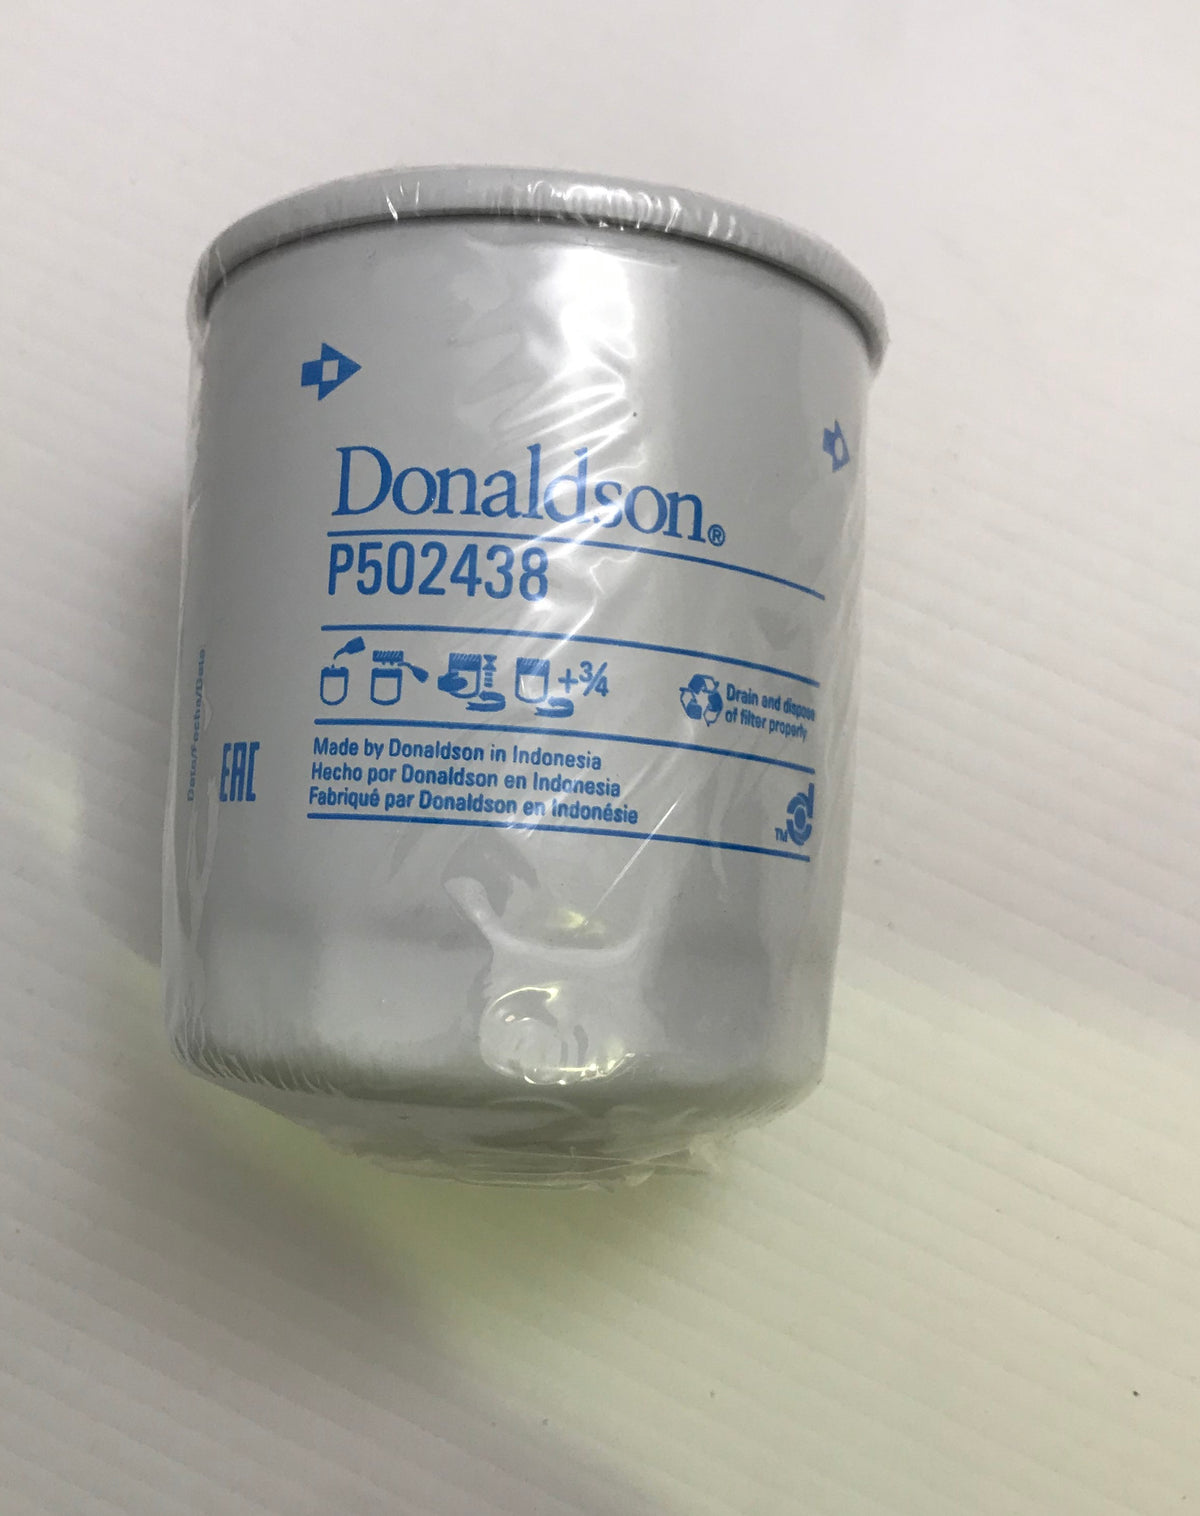 Donaldson®
P502438
+3/4
Drain and dispose
of filter properly
Made by Donaldson in Indonesia
Hecho por Donaldson en Indonesia
Fabriqué par Donaldson en Indonésie
TM
EAC
Date/Fecha/Date